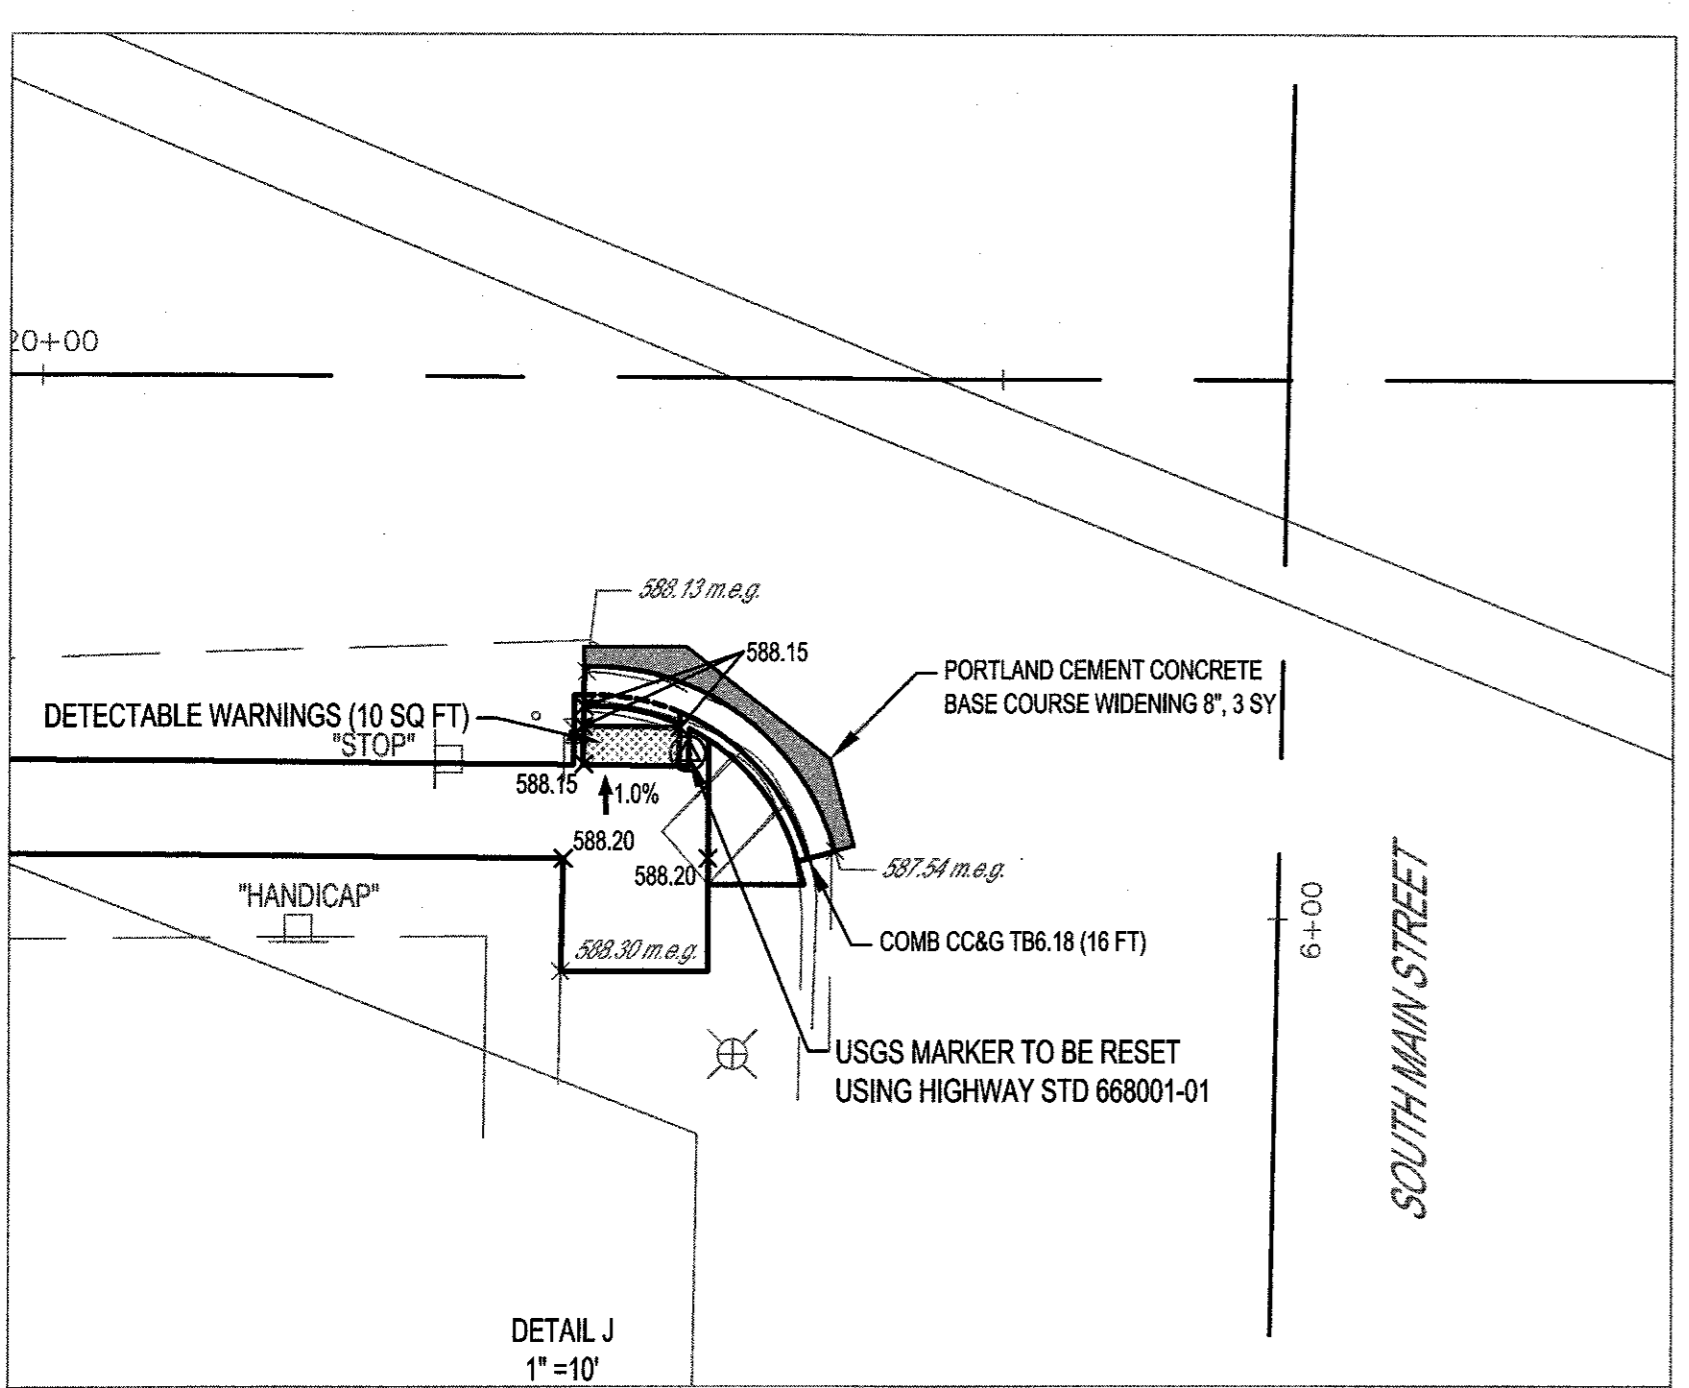 20+00
588.13 m.e.g.
588.15
PORTLAND CEMENT CONCRETE
BASE COURSE WIDENING 8", 3 SY
DETECTABLE WARNINGS (10 SQ FT)
"STOP"
588.15
1.0%
588.20
588.20
587.54 m.e.g.
"HANDICAP"
588.30 m.e.g.
COMB CC&G TB6.18 (16 FT)
6+00
SOUTH MAIN STREET
USGS MARKER TO BE RESET
USING HIGHWAY STD 668001-01
DETAIL J
1" =10'